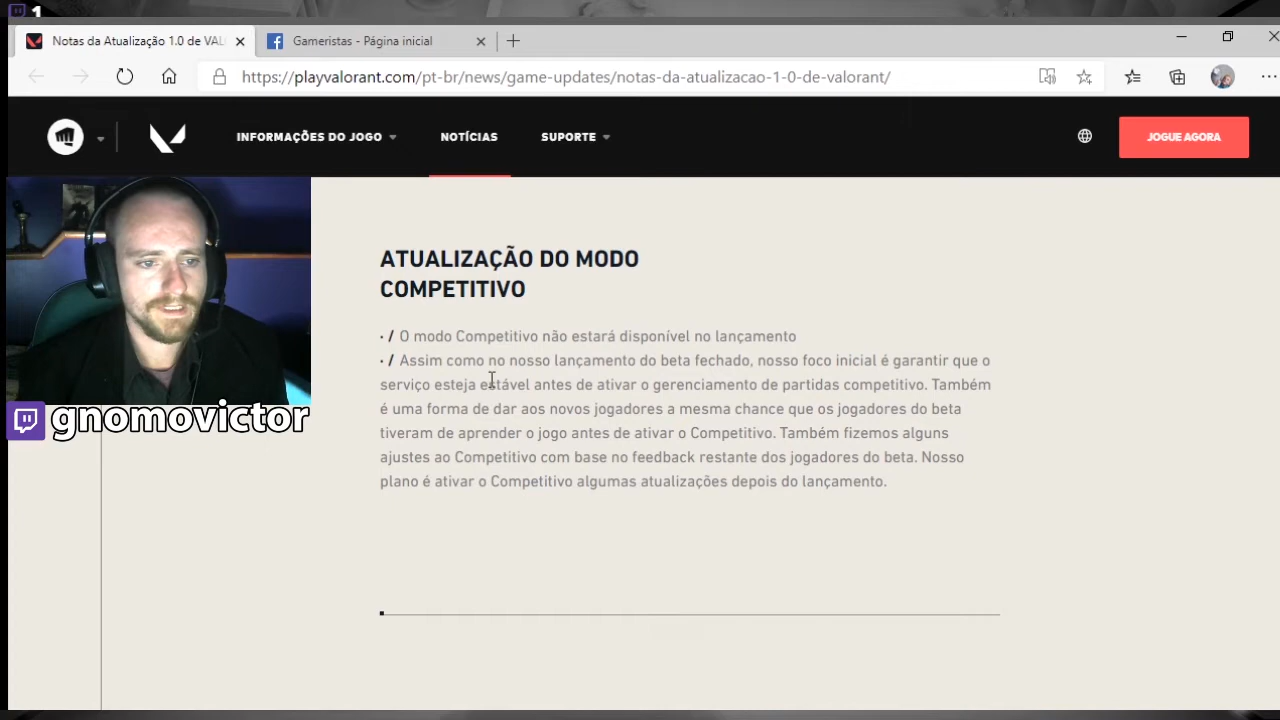 1
Notas da Atualização 1.0 de VAL
Gameristas - Página inicial
https://playvalorant.com/pt-br/news/game-updates/notas-da-atualizacao-1-0-de-valorant/
INFORMAÇÕES DO JOGO
NOTÍCIAS
SUPORTE
JOGUE AGORA
ATUALIZAÇÃO DO MODO
COMPETITIVO
· / O modo Competitivo não estará disponível no lançamento
· / Assim como no nosso lançamento do beta fechado, nosso foco inicial é garantir que o
serviço esteja estável antes de ativar o gerenciamento de partidas competitivo. Também
é uma forma de dar aos novos jogadores a mesma chance que os jogadores do beta
tiveram de aprender o jogo antes de ativar o Competitivo. Também fizemos alguns
ajustes ao Competitivo com base no feedback restante dos jogadores do beta. Nosso
plano é ativar o Competitivo algumas atualizações depois do lançamento.
gnomovictor